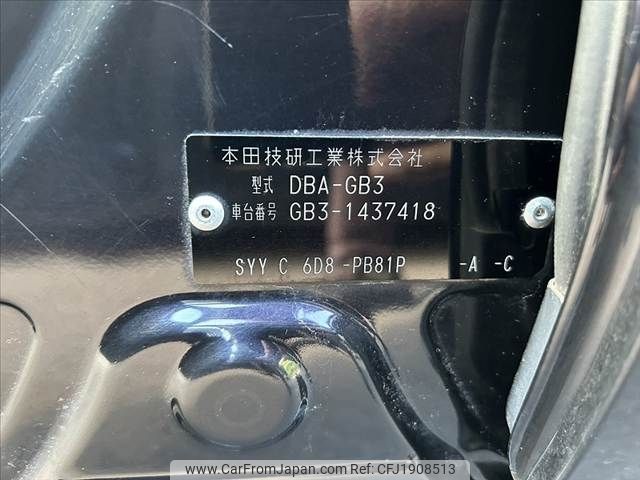 本田技研工業株式会社
型式 DBA-GB3
車台番号 GB3-1437418
SYY C 6D8 -PB81P -A -C
www.CarFromJapan.com - CFJ1908513